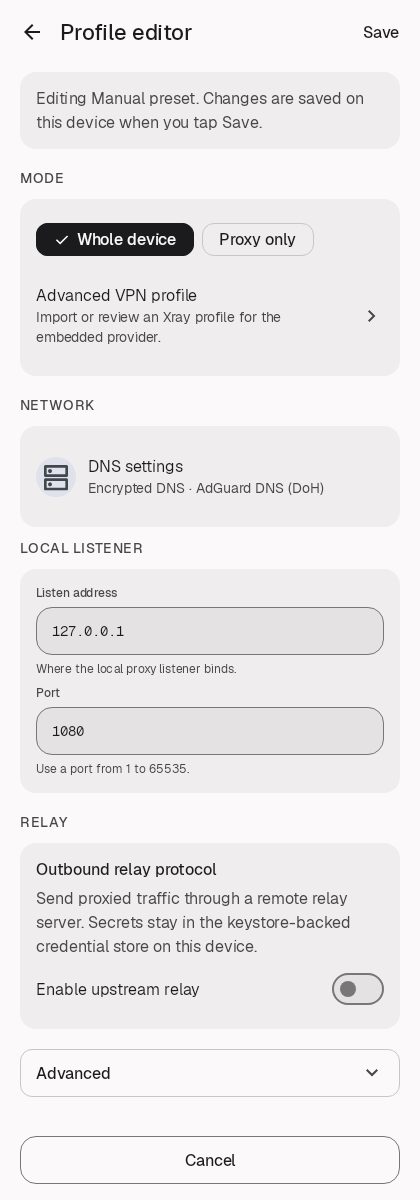 Profile editor
Save
Editing Manual preset. Changes are saved on
this device when you tap Save.
MODE
Whole device
Proxy only
Advanced VPN profile
Import or review an Xray profile for the
embedded provider.
NETWORK
DNS settings
Encrypted DNS · AdGuard DNS (DoH)
LOCAL LISTENER
Listen address
127.0.0.1
Where the local proxy listener binds.
Port
1080
Use a port from 1 to 65535.
RELAY
Outbound relay protocol
Send proxied traffic through a remote relay
server. Secrets stay in the keystore-backed
credential store on this device.
Enable upstream relay
Advanced
Cancel